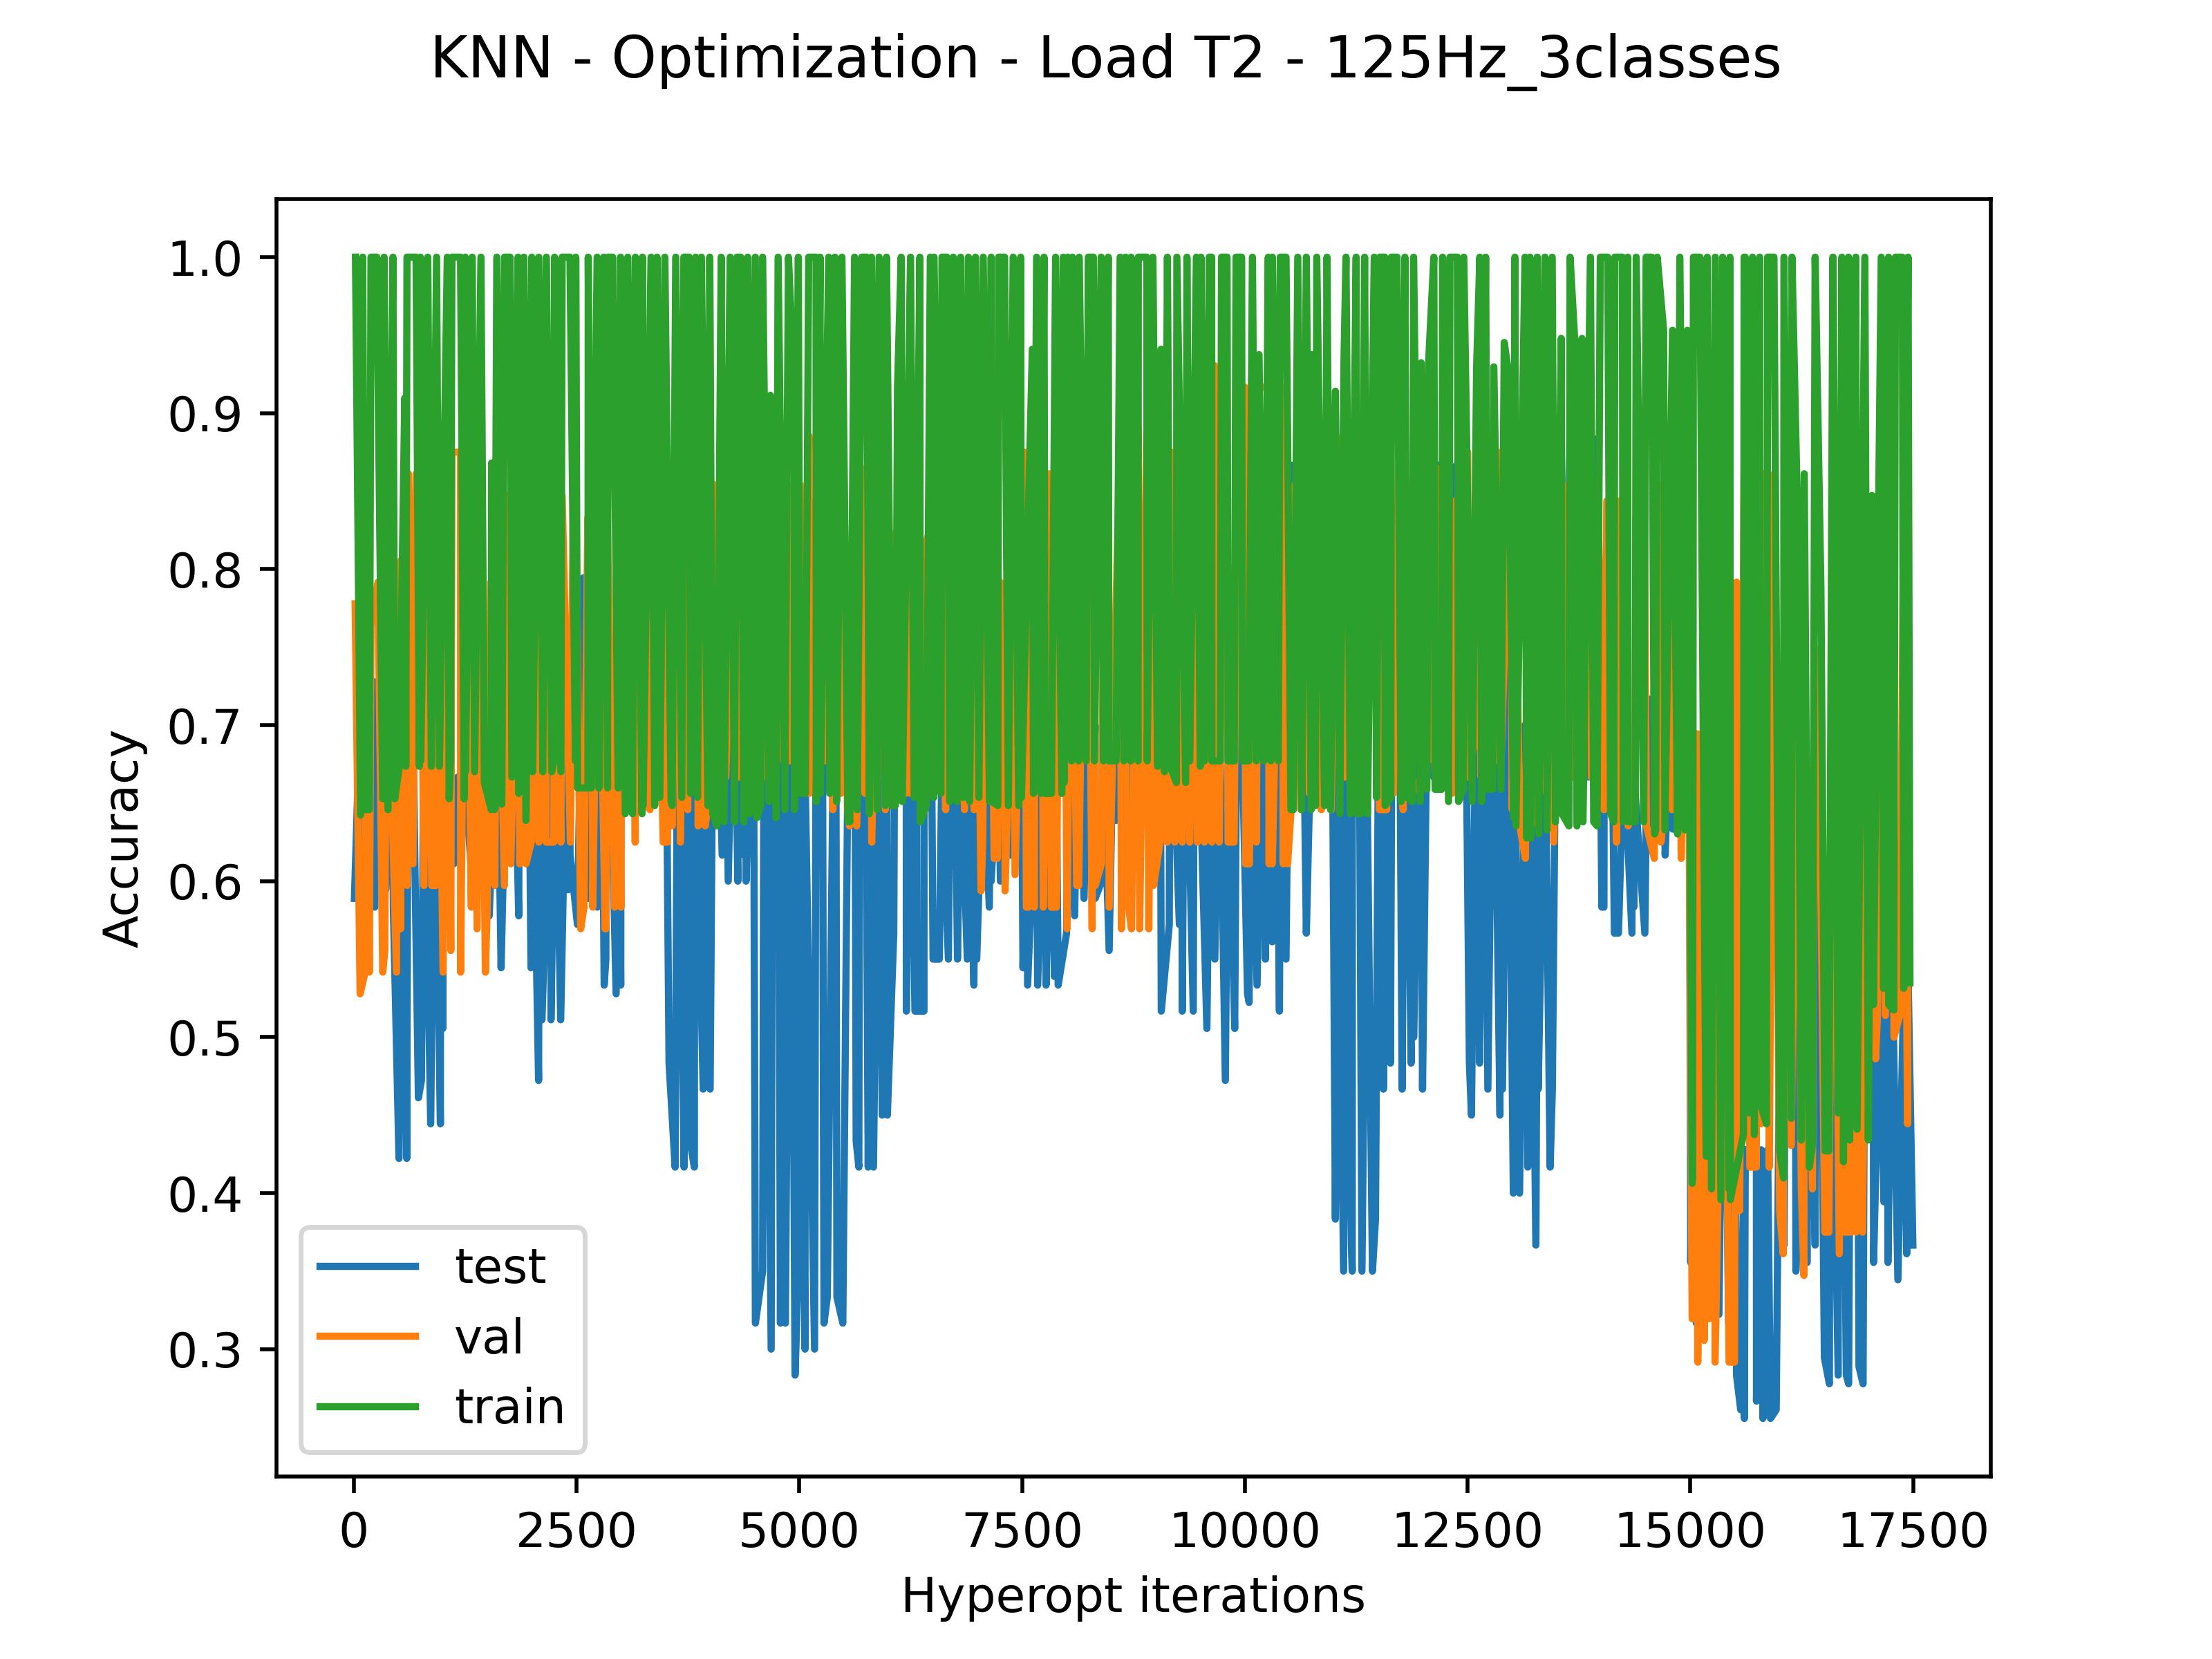 KNN - Optimization - Load T2 - 125Hz_3classes
1.0
0.9
0.8
0.7
0.6
0.5
0.4
0.3
Accuracy
test
val
train
0 2500 5000 7500 10000 12500 15000 17500
Hyperopt iterations